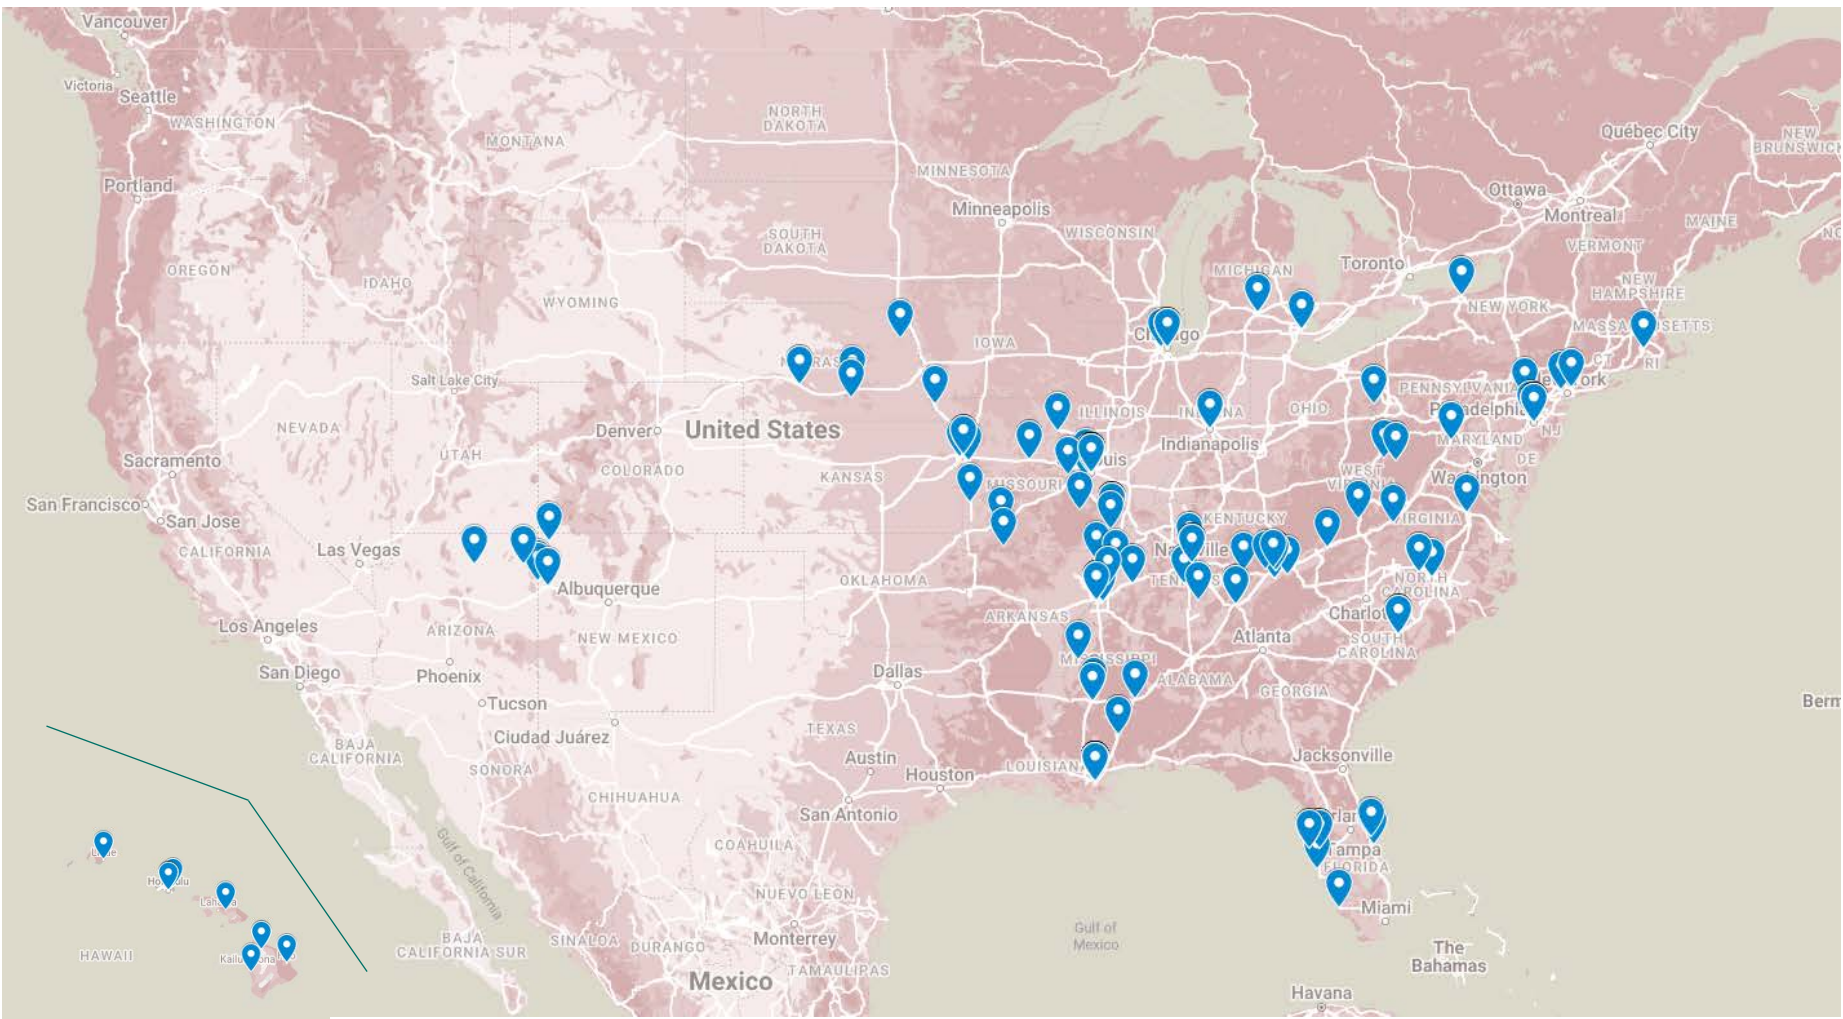 Vancouver
Victoria
Seattle
WASHINGTON
MONTANA
NORTH
DAKOTA
MINNESOTA
Québec City
NEW
BRUNSWICK
Portland
Minneapolis
Ottawa
Montreal
MAINE
SOUTH
DAKOTA
WISCONSIN
VERMONT
OREGON
IDAHO
WYOMING
MICHIGAN
Toronto
NEW
HAMPSHIRE
NEW YORK
IOWA
CT
RI
Salt Lake City
PENNSYLVANIA
ILLINOIS
OHIO
NJ
NEVADA
Denver
United States
Indianapolis
MARYLAND
DE
UTAH
COLORADO
Sacramento
KANSAS
MISSOURI
WEST
Washington
San Francisco
San Jose
KENTUCKY
CALIFORNIA
Las Vegas
OKLAHOMA
Albuquerque
NORTH
CAROLINA
Los Angeles
ARIZONA
NEW MEXICO
ARKANSAS
Atlanta
SOUTH
CAROLINA
San Diego
Phoenix
Dallas
ALABAMA
GEORGIA
Tucson
Berm
Ciudad Juárez
TEXAS
BAJA
CALIFORNIA
SONORA
Austin
Houston
Jacksonville
CHIHUAHUA
San Antonio
Gulf of California
COAHUILA
Tampa
FLORIDA
NUEVO LEON
Miami
HAWAII
BAJA
CALIFORNIA SUR
SINALOA
DURANGO
Monterrey
Gulf of
Mexico
The
Bahamas
TAMAULIPAS
Mexico
Havana